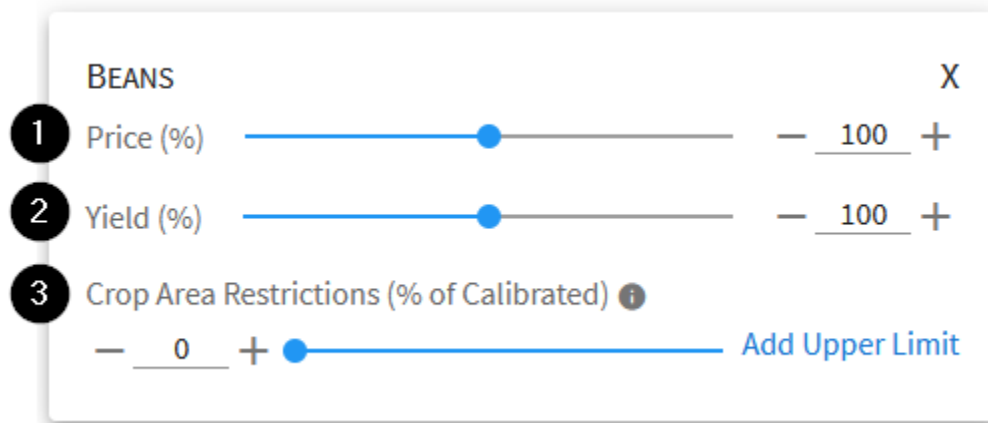 BEANS X
1 Price (%) − 100 +
2 Yield (%) − 100 +
3 Crop Area Restrictions (% of Calibrated) i
− 0 + Add Upper Limit